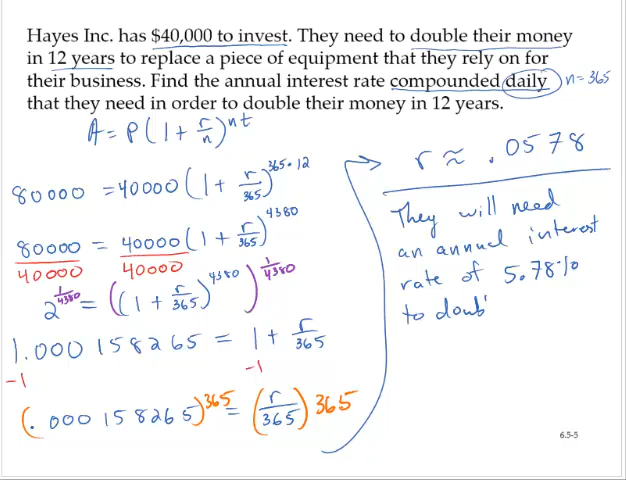 Hayes Inc. has $40,000 to invest. They need to double their money
in 12 years to replace a piece of equipment that they rely on for
their business. Find the annual interest rate compounded daily n=365
that they need in order to double their money in 12 years.
A = P(1 + r/n)^nt
80000 = 40000(1 + r/365)^365·12
80000/40000 = 40000/40000 (1 + r/365)^4380
2^1/4380 = ((1 + r/365)^4380)^1/4380
1.000158265 = 1 + r/365
-1 -1
(.000158265)365 = (r/365)365
r ≈ .0578
They will need
an annual interest
rate of 5.78%
to doub
6.5-5